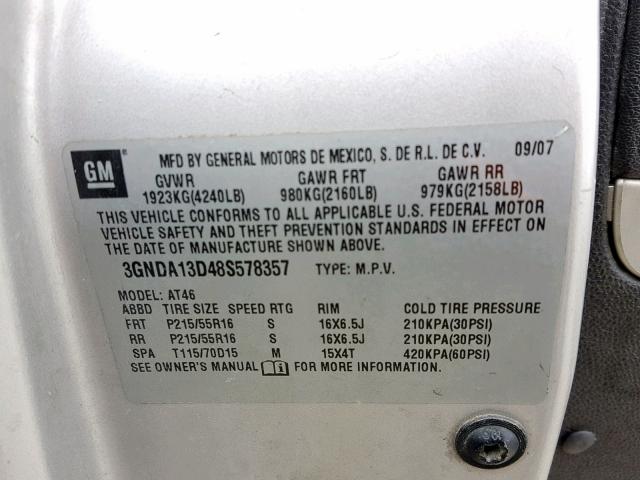 GM
MFD BY GENERAL MOTORS DE MEXICO, S. DE R.L. DE C.V. 09/07
GVWR GAWR FRT GAWR RR
1923KG(4240LB) 980KG(2160LB) 979KG(2158LB)
THIS VEHICLE CONFORMS TO ALL APPLICABLE U.S. FEDERAL MOTOR
VEHICLE SAFETY AND THEFT PREVENTION STANDARDS IN EFFECT ON
THE DATE OF MANUFACTURE SHOWN ABOVE.
3GNDA13D48S578357 TYPE: M.P.V.
MODEL: AT46
ABBD TIRE SIZE SPEED RTG RIM COLD TIRE PRESSURE
FRT P215/55R16 S 16X6.5J 210KPA(30PSI)
RR P215/55R16 S 16X6.5J 210KPA(30PSI)
SPA T115/70D15 M 15X4T 420KPA(60PSI)
SEE OWNER'S MANUAL FOR MORE INFORMATION.